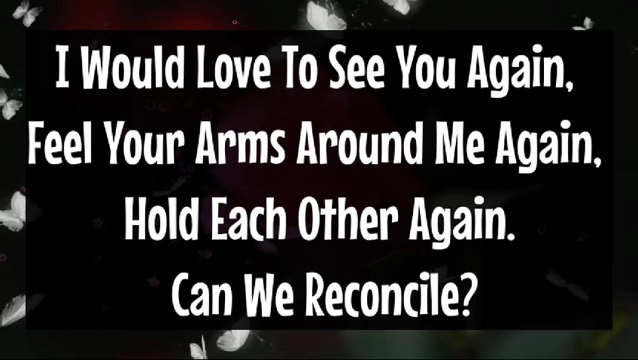 I Would Love To See You Again,
Feel Your Arms Around Me Again,
Hold Each Other Again.
Can We Reconcile?